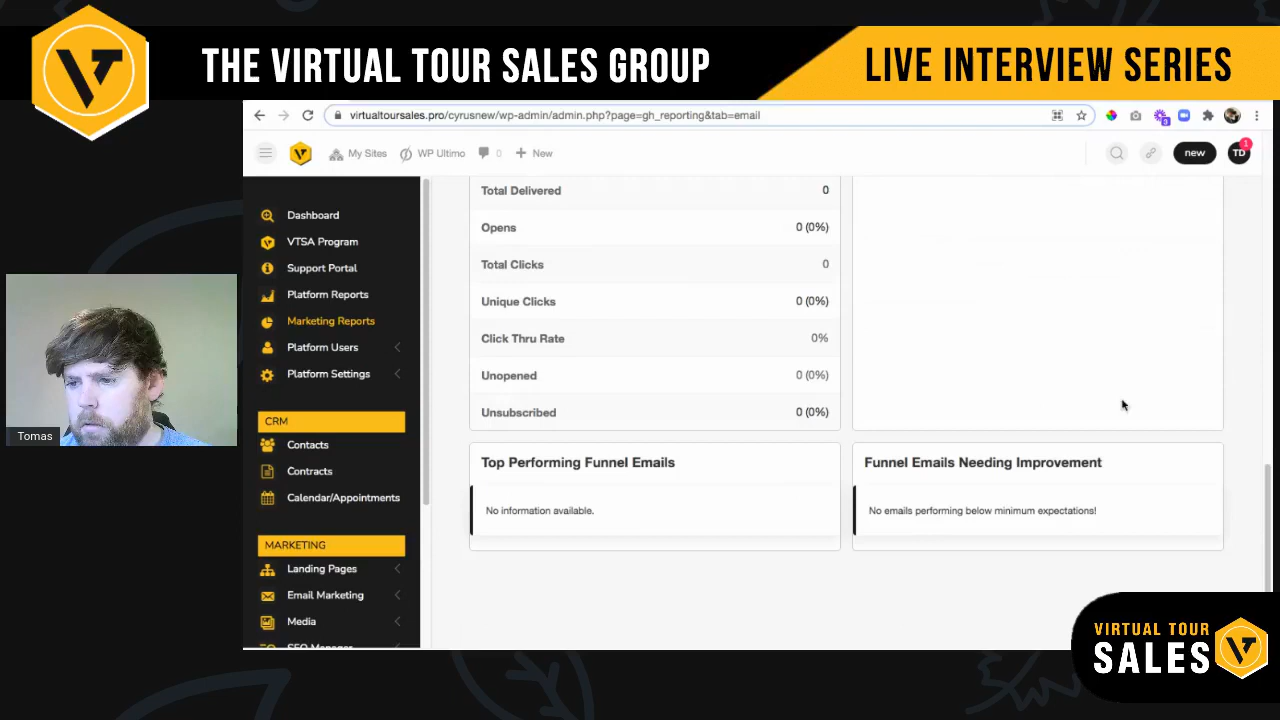 THE VIRTUAL TOUR SALES GROUP
LIVE INTERVIEW SERIES
virtualtoursales.pro/cyrusnew/wp-admin/admin.php?page=gh_reporting&tab=email
3
My Sites
WP Ultimo
0
New
new
TD
1
Dashboard
VTSA Program
Support Portal
Platform Reports
Marketing Reports
Platform Users
Platform Settings
CRM
Contacts
Contracts
Calendar/Appointments
MARKETING
Landing Pages
Email Marketing
Media
SEO Manager
Total Delivered 0
Opens 0 (0%)
Total Clicks 0
Unique Clicks 0 (0%)
Click Thru Rate 0%
Unopened 0 (0%)
Unsubscribed 0 (0%)
Top Performing Funnel Emails
No information available.
Funnel Emails Needing Improvement
No emails performing below minimum expectations!
Tomas
VIRTUAL TOUR
SALES